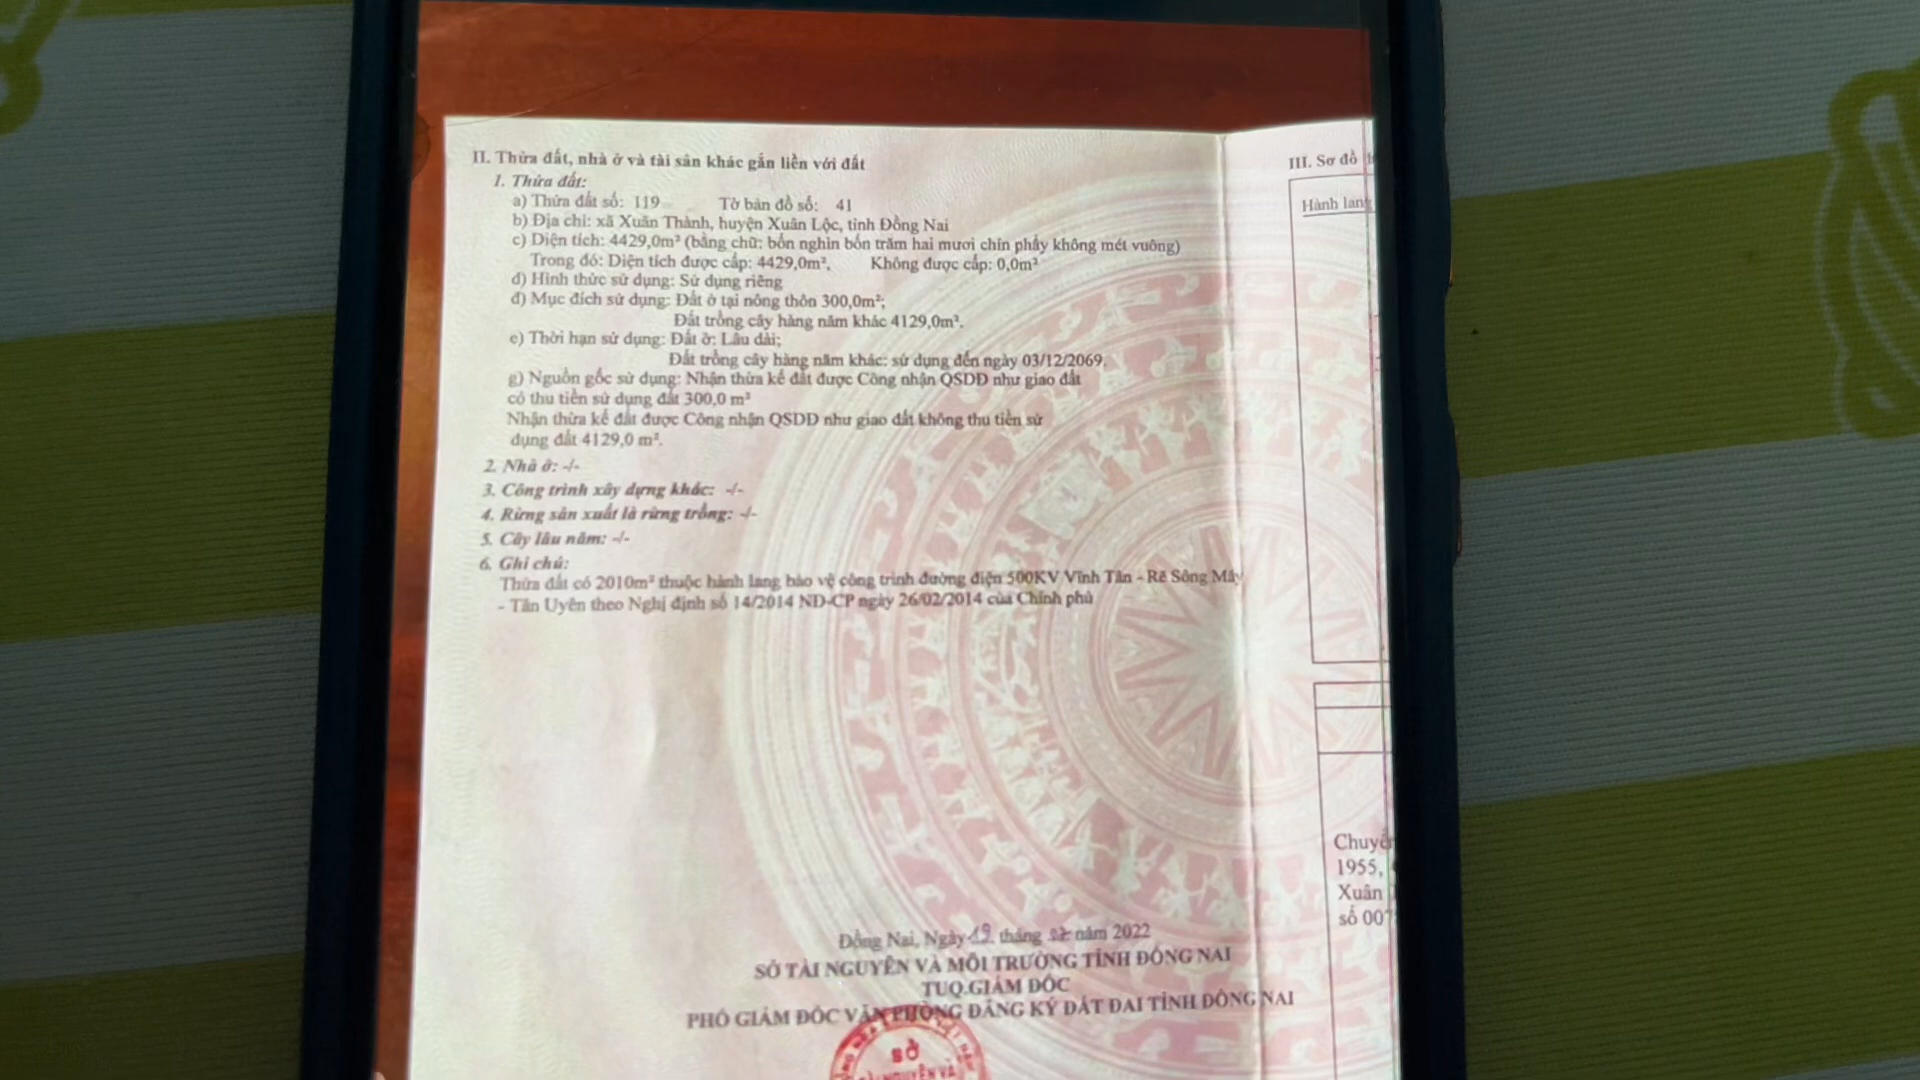 II. Thửa đất, nhà ở và tài sản khác gắn liền với đất
1. Thửa đất:
a) Thửa đất số: 119 Tờ bản đồ số: 41
b) Địa chỉ: xã Xuân Thành, huyện Xuân Lộc, tỉnh Đồng Nai
c) Diện tích: 4429,0m² (bằng chữ: bốn nghìn bốn trăm hai mươi chín phẩy không mét vuông)
Trong đó: Diện tích được cấp: 4429,0m², Không được cấp: 0,0m²
d) Hình thức sử dụng: Sử dụng riêng
đ) Mục đích sử dụng: Đất ở tại nông thôn 300,0m²;
Đất trồng cây hàng năm khác 4129,0m².
e) Thời hạn sử dụng: Đất ở: Lâu dài;
Đất trồng cây hàng năm khác: sử dụng đến ngày 03/12/2069.
g) Nguồn gốc sử dụng: Nhận thừa kế đất được Công nhận QSDĐ như giao đất
có thu tiền sử dụng đất 300,0 m²
Nhận thừa kế đất được Công nhận QSDĐ như giao đất không thu tiền sử
dụng đất 4129,0 m².
2. Nhà ở: -/-
3. Công trình xây dựng khác: -/-
4. Rừng sản xuất là rừng trồng: -/-
5. Cây lâu năm: -/-
6. Ghi chú:
Thửa đất có 2010m² thuộc hành lang bảo vệ công trình đường điện 500KV Vĩnh Tân - Rẽ Sông Mây
- Tân Uyên theo Nghị định số 14/2014 NĐ-CP ngày 26/02/2014 của Chính phủ
Đồng Nai, Ngày 19 tháng năm 2022
SỞ TÀI NGUYÊN VÀ MÔI TRƯỜNG TỈNH ĐỒNG NAI
TUQ.GIÁM ĐỐC
PHÓ GIÁM ĐỐC VĂN PHÒNG ĐĂNG KÝ ĐẤT ĐAI TỈNH ĐỒNG NAI
SỞ
III. Sơ đồ
Hành lang
1955,
Xuân
số 007